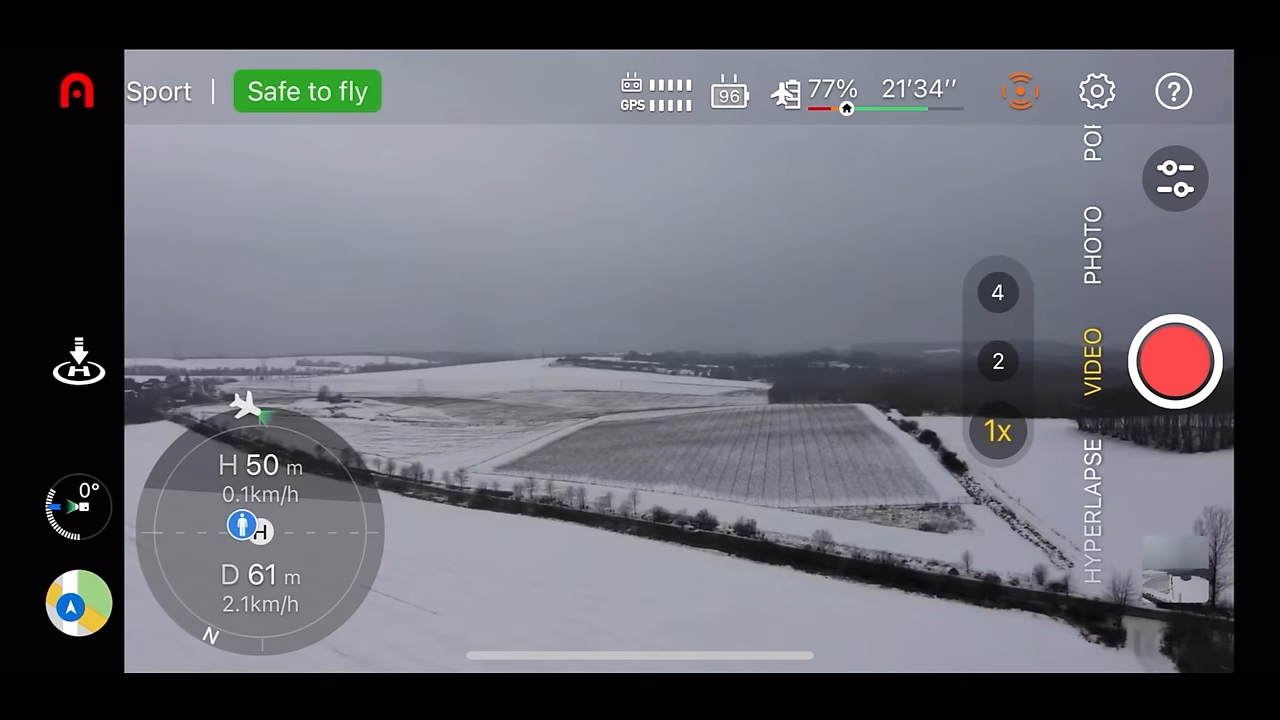 Sport | Safe to fly
GPS
96
77%
21'34''
?
PHOTO
4
VIDEO
2
1x
HYPERLAPSE
H 50 m
0.1km/h
0°
H
D 61 m
2.1km/h
N